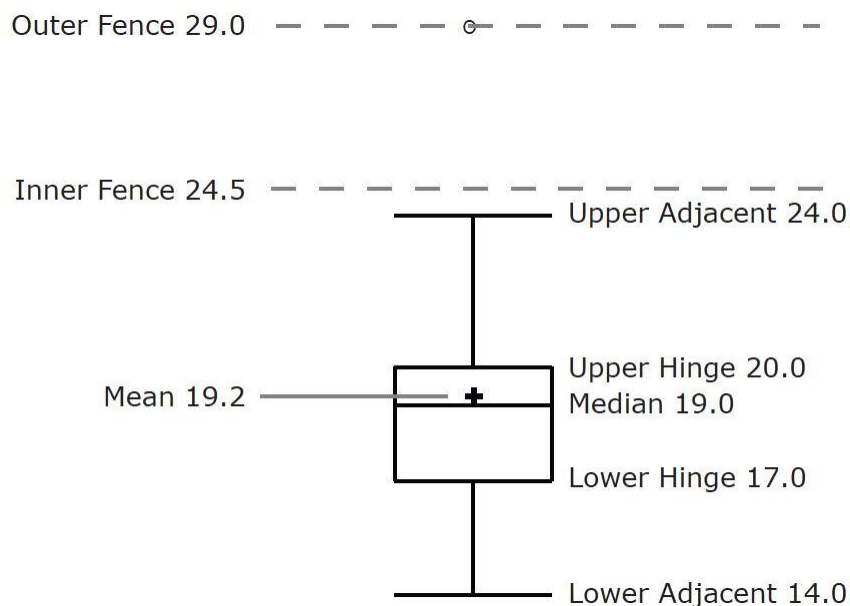 Outer Fence 29.0
Inner Fence 24.5
Upper Adjacent 24.0
Upper Hinge 20.0
Mean 19.2
Median 19.0
Lower Hinge 17.0
Lower Adjacent 14.0